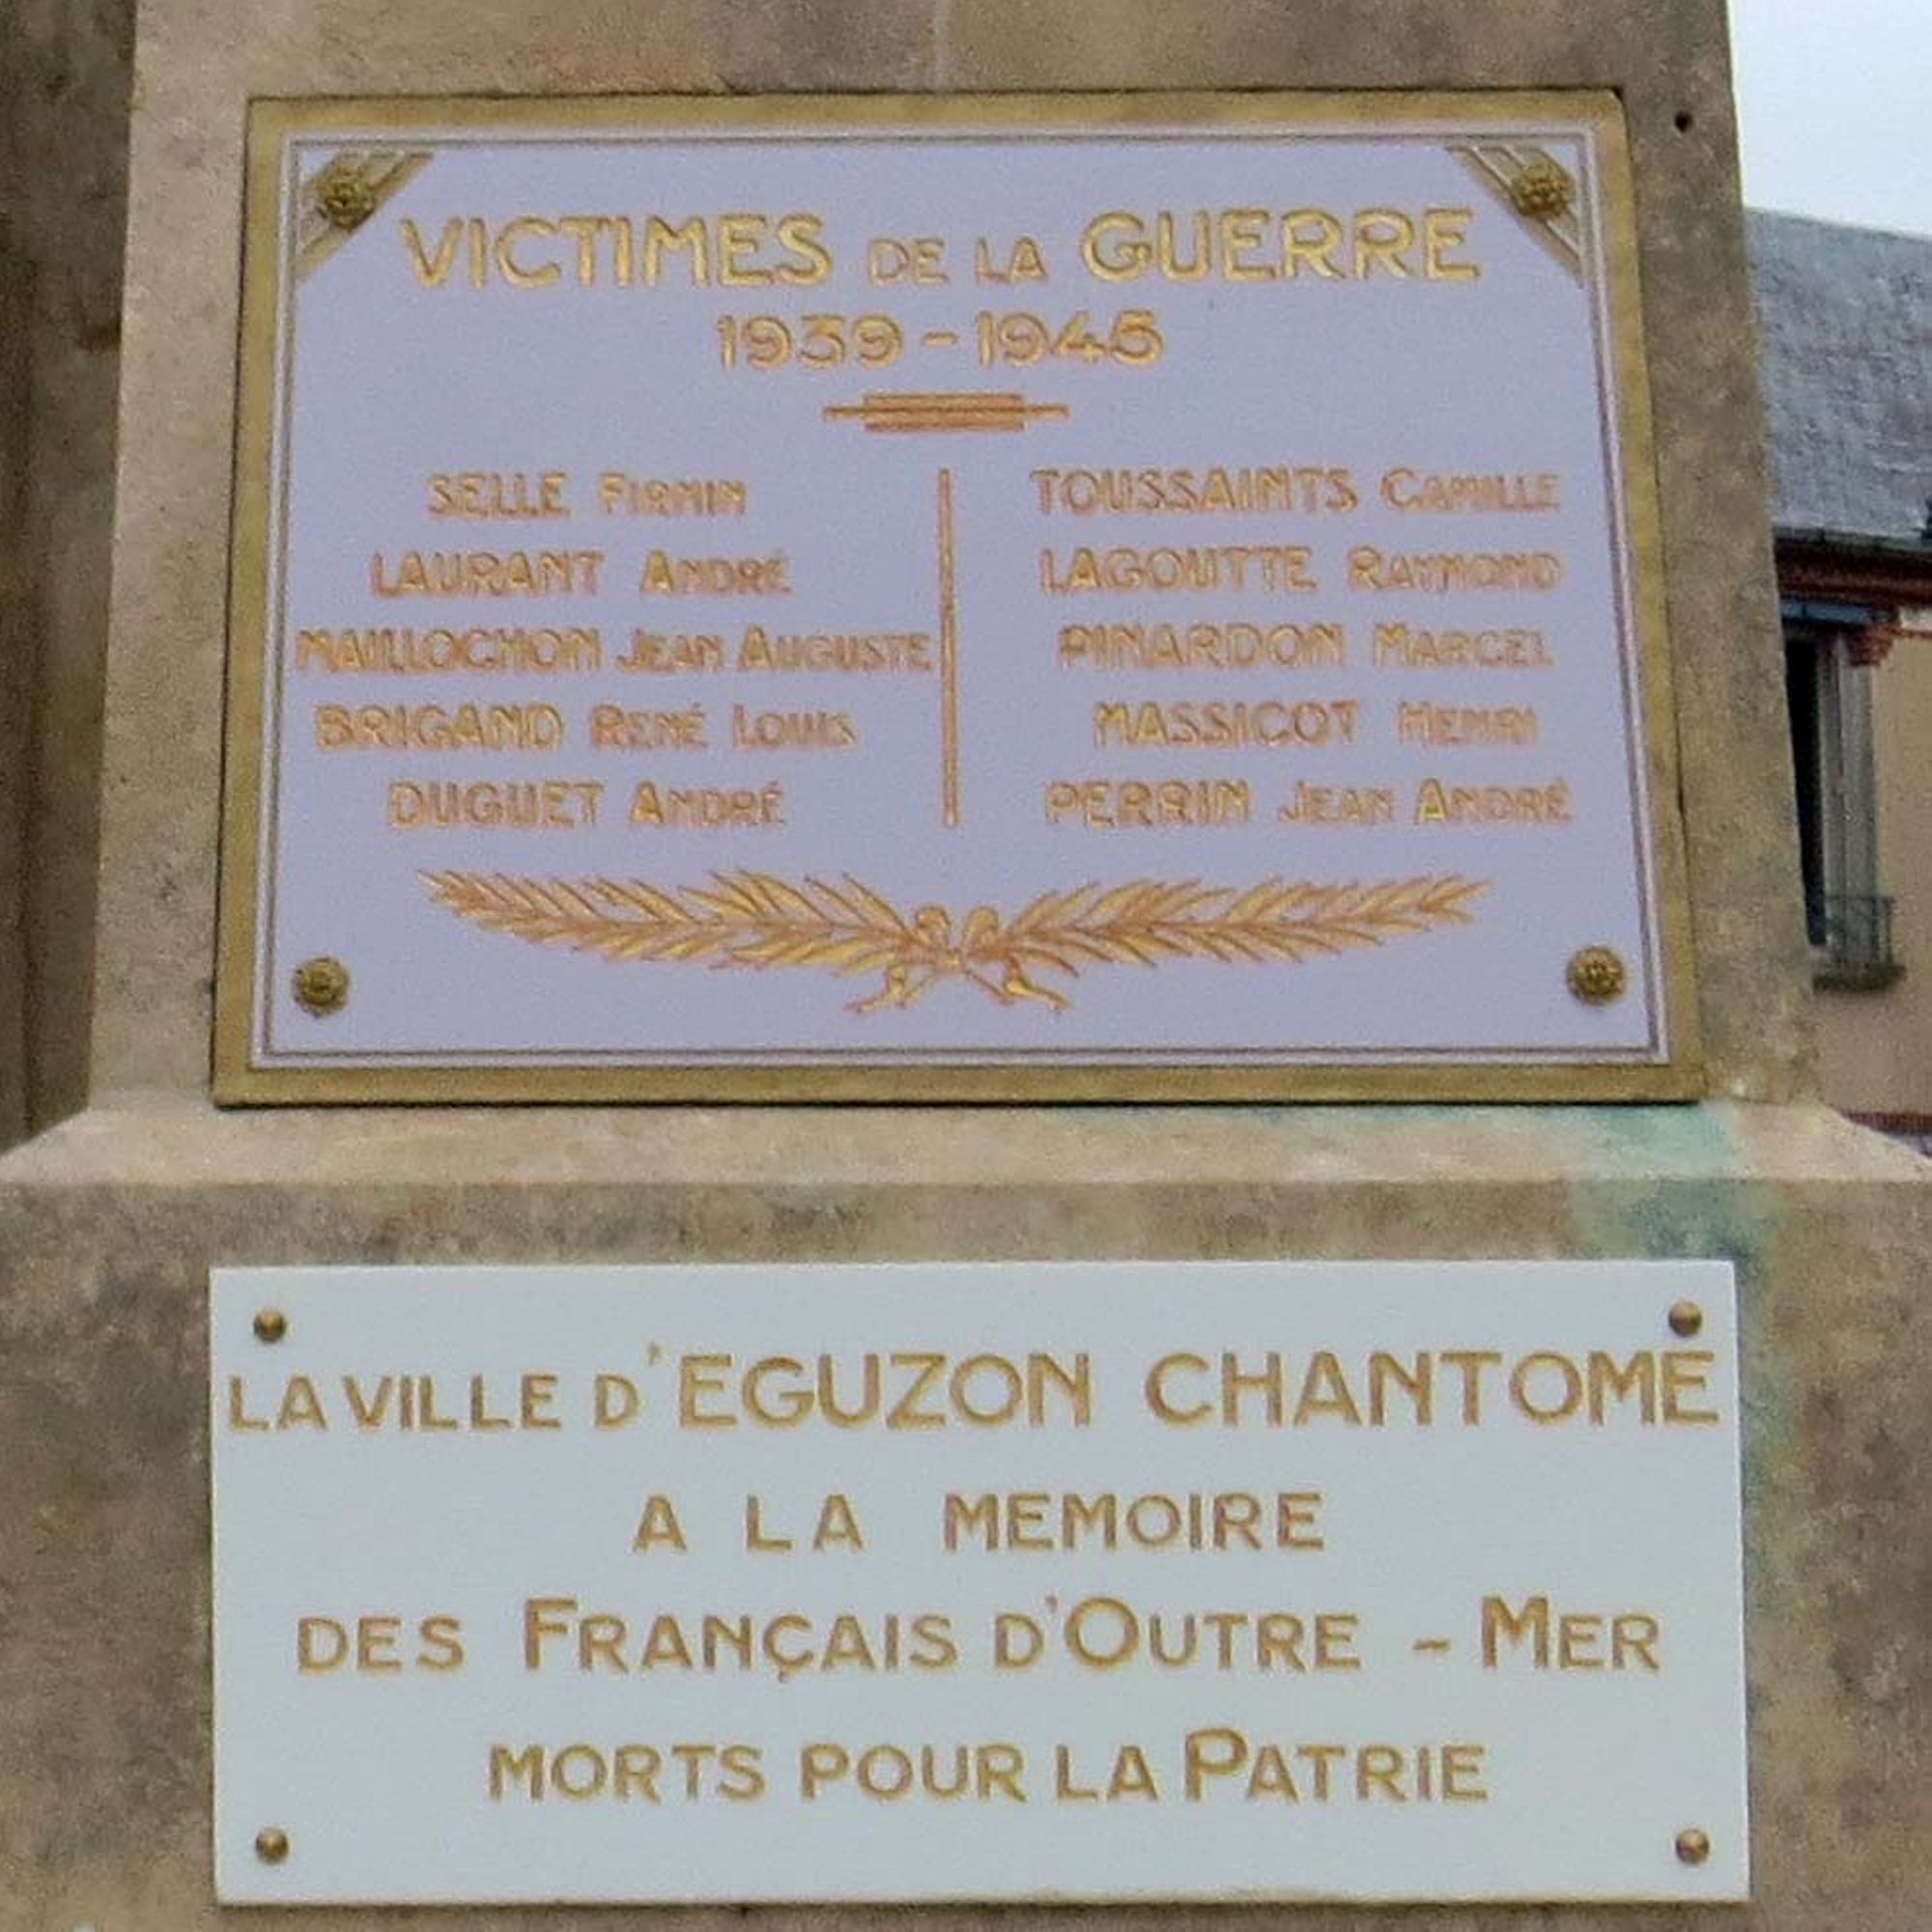 VICTIMES DE LA GUERRE
1939-1945
SELLE FIRMIN
LAURANT ANDRÉ
MAILLOCHON JEAN AUGUSTE
BRIGAND RENÉ LOUIS
DUGUET ANDRÉ
TOUSSAINTS CAMILLE
LAGOUTTE RAYMOND
PINARDON MARCEL
MASSICOT HENRI
PERRIN JEAN ANDRÉ
LA VILLE D'EGUZON CHANTOME
A LA MEMOIRE
DES FRANÇAIS D'OUTRE-MER
MORTS POUR LA PATRIE